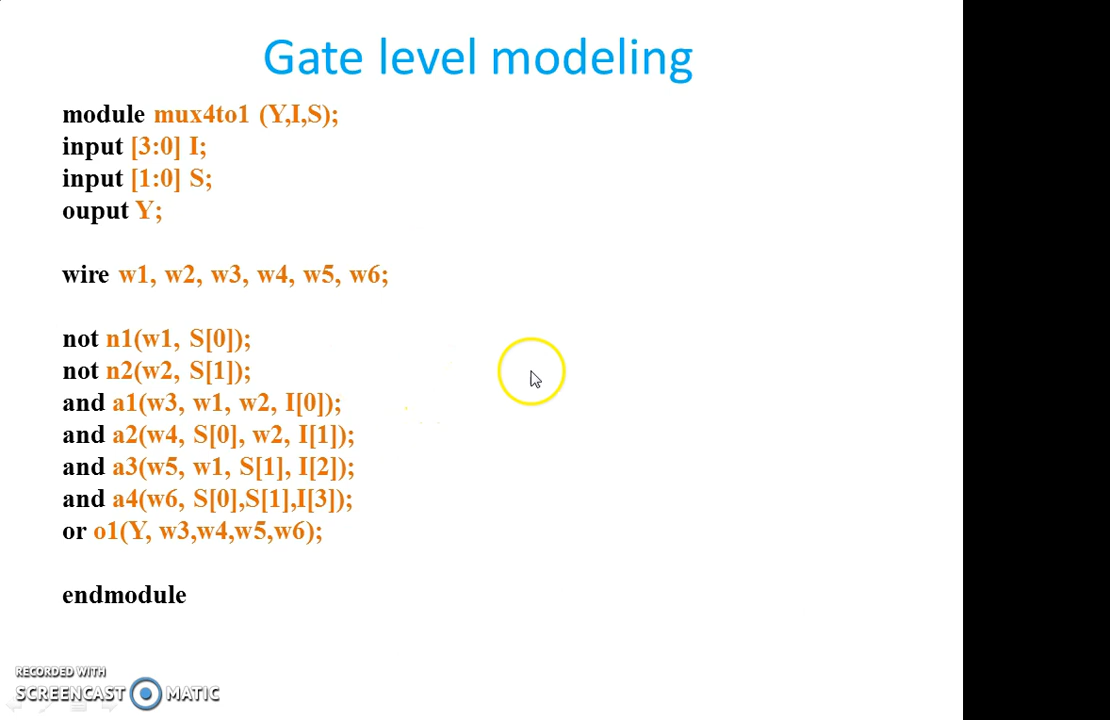 Gate level modeling
module mux4to1 (Y,I,S);
input [3:0] I;
input [1:0] S;
ouput Y;
wire w1, w2, w3, w4, w5, w6;
not n1(w1, S[0]);
not n2(w2, S[1]);
and a1(w3, w1, w2, I[0]);
and a2(w4, S[0], w2, I[1]);
and a3(w5, w1, S[1], I[2]);
and a4(w6, S[0],S[1],I[3]);
or o1(Y, w3,w4,w5,w6);
endmodule
RECORDED WITH
SCREENCAST MATIC